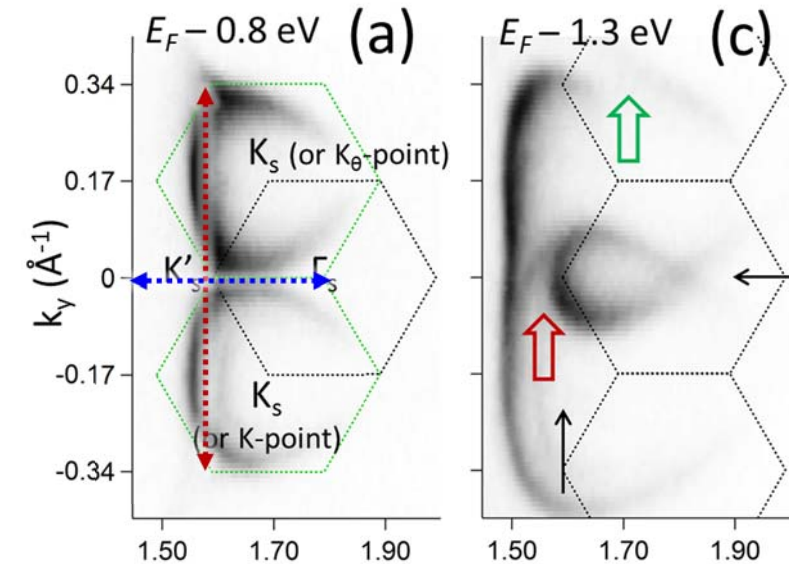 E_F – 0.8 eV (a)
E_F – 1.3 eV (c)
0.34
0.17
0
-0.17
-0.34
k_y (Å⁻¹)
K_s (or K_θ-point)
K'_s
Γ_s
K_s
(or K-point)
1.50
1.70
1.90
1.50
1.70
1.90